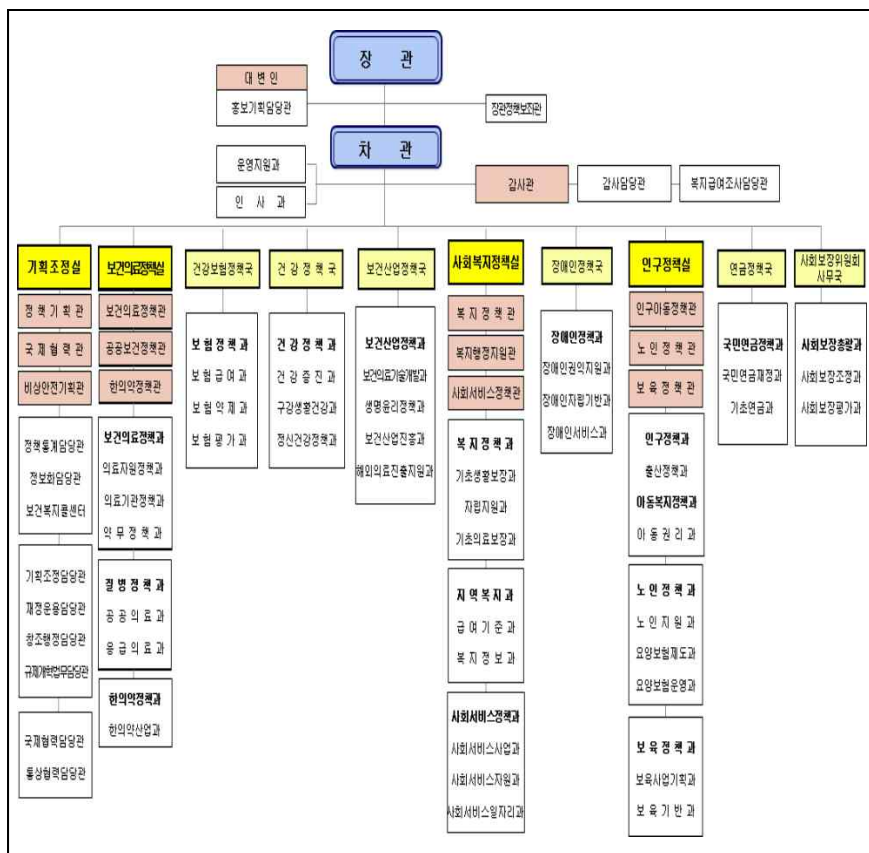 장 관
대 변 인
홍보기획담당관
장관정책보좌관
차 관
운영지원과
인 사 과
감사관
감사담당관
복지급여조사담당관
기획조정실
정 책 기 획 관
국 제 협 력 관
비상안전기획관
정책통계담당관
정보화담당관
보건복지콜센터
기획조정담당관
재정운용담당관
창조행정담당관
규제개혁법무담당관
국제협력담당관
통상협력담당관
보건의료정책실
보건의료정책관
공공보건정책관
한의약정책관
보건의료정책과
의료자원정책과
의료기관정책과
약 무 정 책 과
질 병 정 책 과
공 공 의 료 과
응 급 의 료 과
한의약정책과
한의약산업과
건강보험정책국
보 험 정 책 과
보 험 급 여 과
보 험 약 제 과
보 험 평 가 과
건 강 정 책 국
건 강 정 책 과
건 강 증 진 과
구강생활건강과
정신건강정책과
보건산업정책국
보건산업정책과
보건의료기술개발과
생명윤리정책과
보건산업진흥과
해외의료진출지원과
사회복지정책실
복 지 정 책 관
복지행정지원관
사회서비스정책관
복 지 정 책 과
기초생활보장과
자립지원과
기초의료보장과
지 역 복 지 과
급 여 기 준 과
복 지 정 보 과
사회서비스정책과
사회서비스사업과
사회서비스자원과
사회서비스일자리과
장애인정책국
장애인정책과
장애인권익지원과
장애인자립기반과
장애인서비스과
인구정책실
인구아동정책관
노 인 정 책 관
보 육 정 책 관
인구정책과
출산정책과
아동복지정책과
아 동 권 리 과
노 인 정 책 과
노 인 지 원 과
요양보험제도과
요양보험운영과
보 육 정 책 과
보육사업기획과
보 육 기 반 과
연금정책국
국민연금정책과
국민연금재정과
기초연금과
사회보장위원회
사무국
사회보장총괄과
사회보장조정과
사회보장평가과